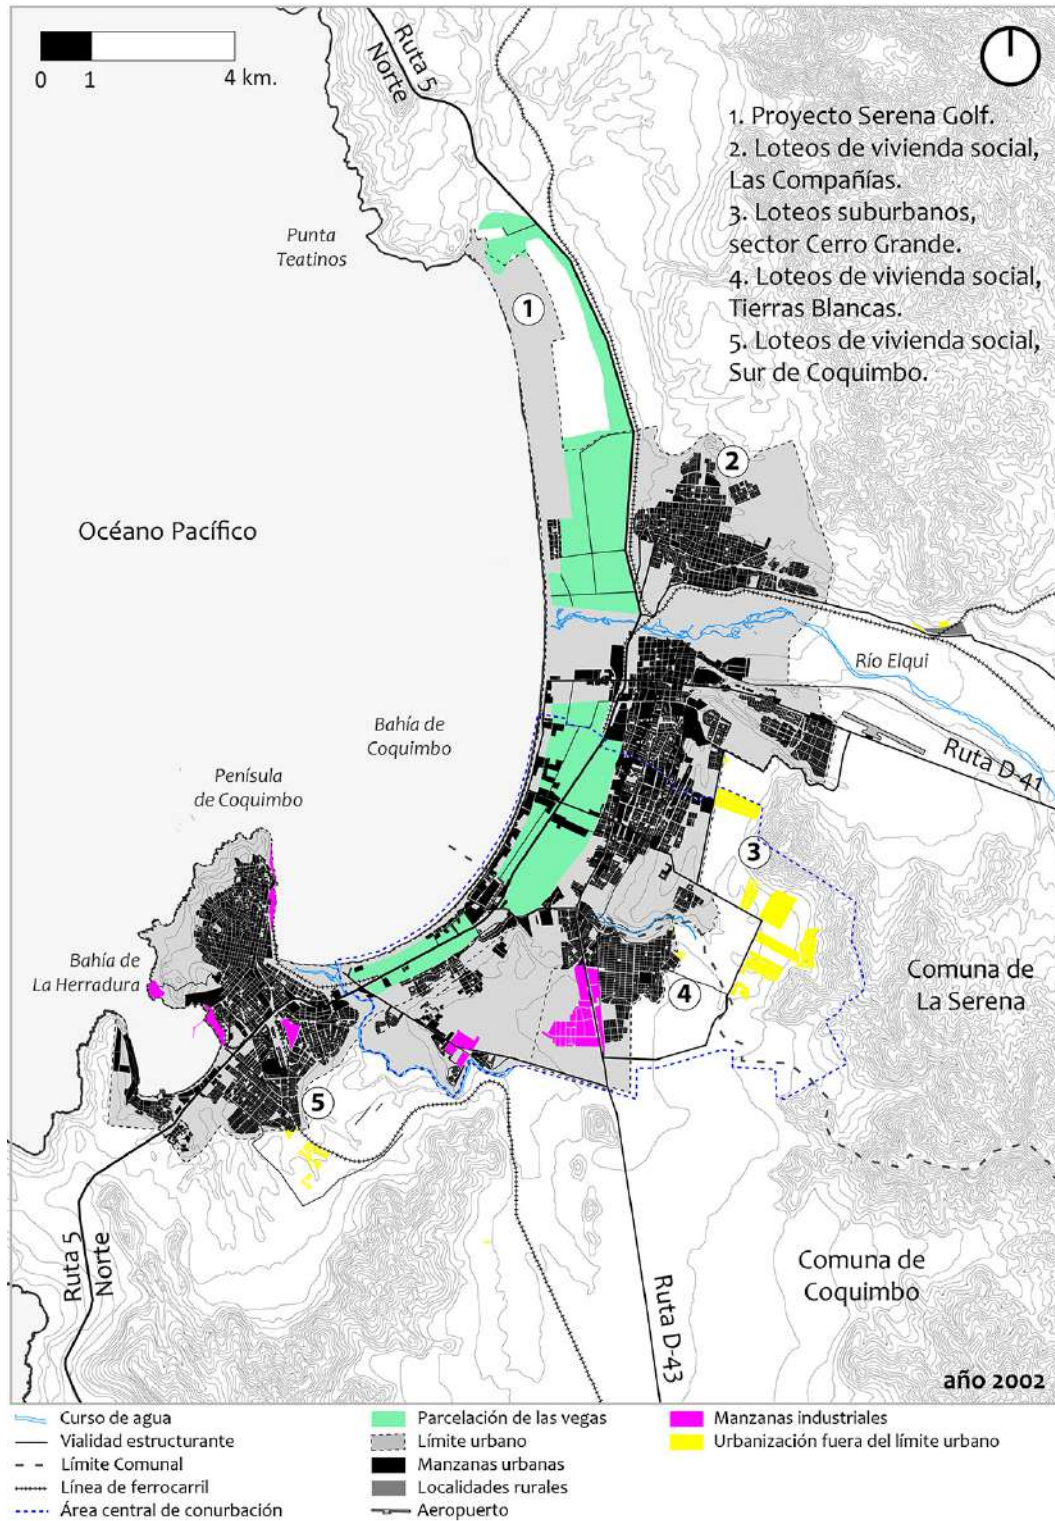 0 1 4 km.
Ruta 5
Norte
1. Proyecto Serena Golf.
2. Loteos de vivienda social,
Las Compañías.
3. Loteos suburbanos,
sector Cerro Grande.
4. Loteos de vivienda social,
Tierras Blancas.
5. Loteos de vivienda social,
Sur de Coquimbo.
Punta
Teatinos
1
2
Océano Pacífico
Río Elqui
Bahía de
Coquimbo
Ruta D-41
Penísula
de Coquimbo
3
Bahía de
La Herradura
Comuna de
La Serena
4
5
Ruta 5
Norte
Comuna de
Coquimbo
Ruta D-43
año 2002
Curso de agua
Vialidad estructurante
Límite Comunal
Línea de ferrocarril
Área central de conurbación
Parcelación de las vegas
Límite urbano
Manzanas urbanas
Localidades rurales
Aeropuerto
Manzanas industriales
Urbanización fuera del límite urbano